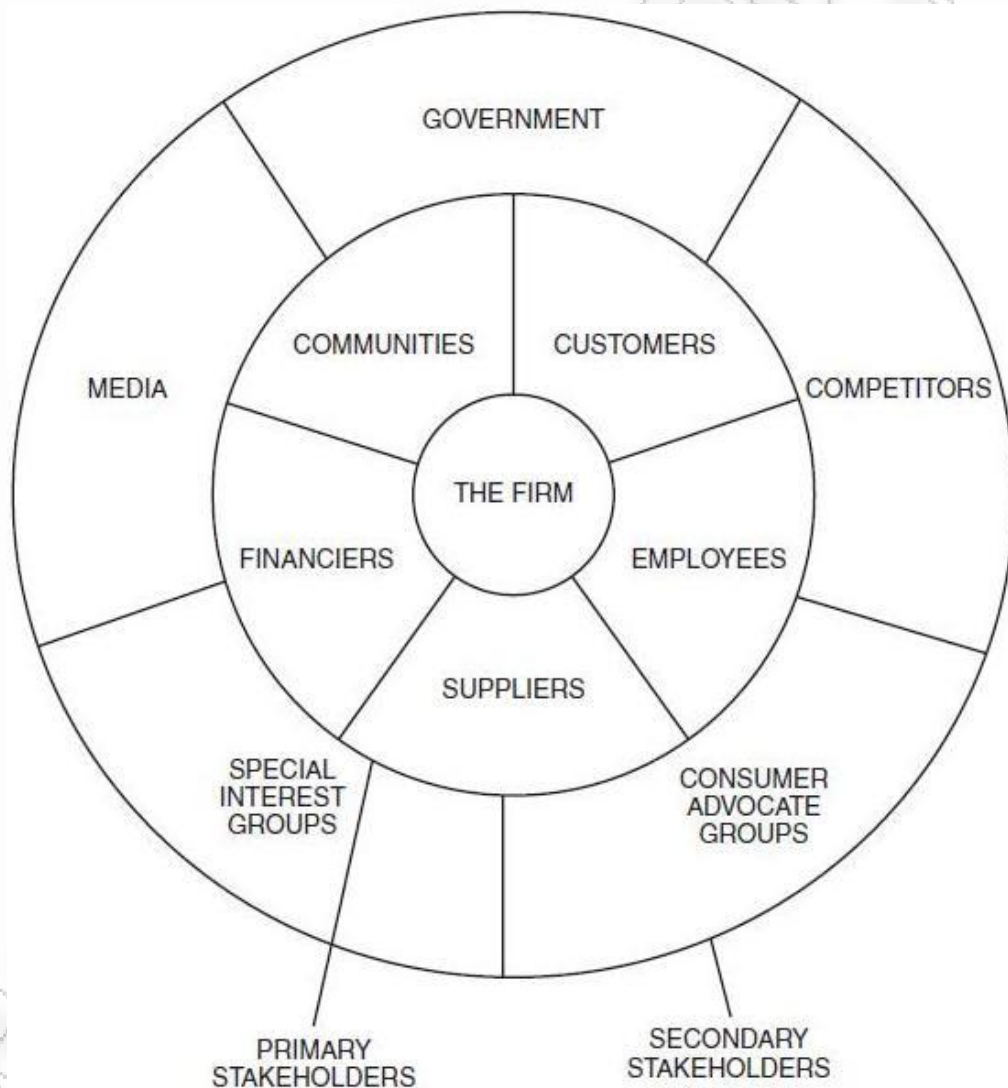 GOVERNMENT
COMMUNITIES
CUSTOMERS
MEDIA
COMPETITORS
THE FIRM
FINANCIERS
EMPLOYEES
SUPPLIERS
SPECIAL
INTEREST
GROUPS
CONSUMER
ADVOCATE
GROUPS
PRIMARY
STAKEHOLDERS
SECONDARY
STAKEHOLDERS